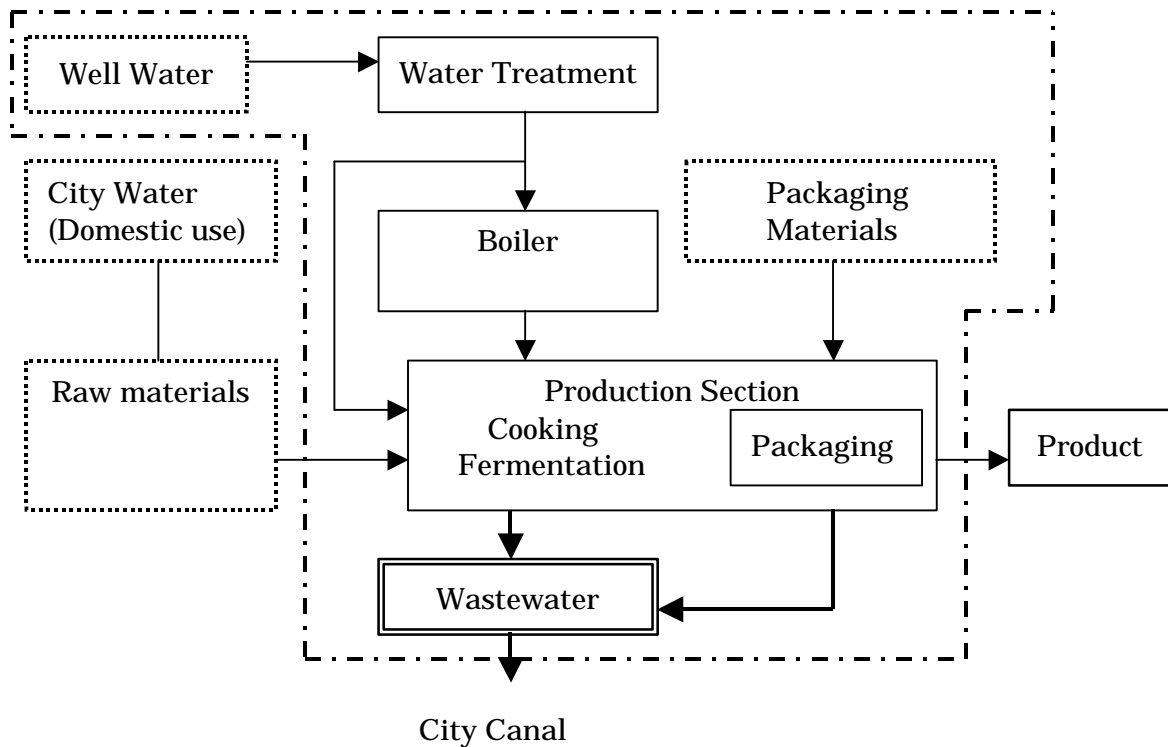 Well Water
Water Treatment
City Water
(Domestic use)
Packaging
Materials
Boiler
Raw materials
Production Section
Cooking
Fermentation
Packaging
Product
Wastewater
City Canal